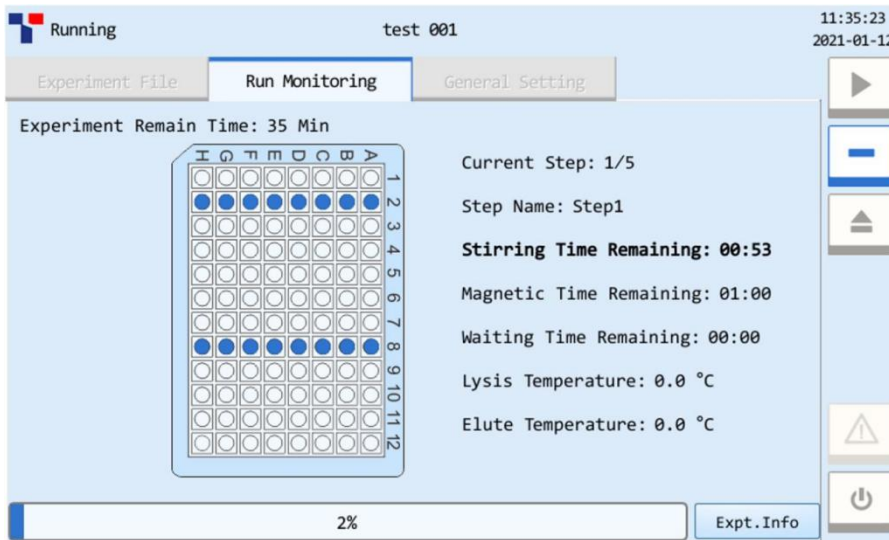 Running
test 001
11:35:23
2021-01-12
Experiment File
Run Monitoring
General Setting
Experiment Remain Time: 35 Min
H G F E D C B A
1
2
3
4
5
6
7
8
9
10
11
12
Current Step: 1/5
Step Name: Step1
Stirring Time Remaining: 00:53
Magnetic Time Remaining: 01:00
Waiting Time Remaining: 00:00
Lysis Temperature: 0.0 °C
Elute Temperature: 0.0 °C
2%
Expt.Info